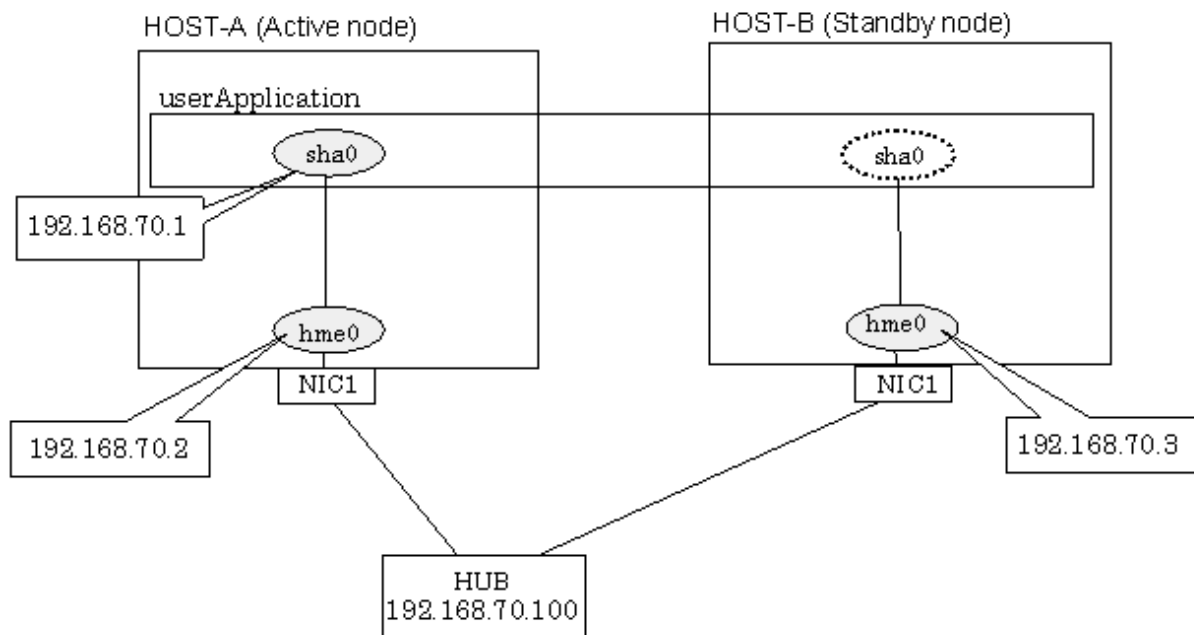 HOST-A (Active node)
HOST-B (Standby node)
userApplication
sha0
sha0
192.168.70.1
hme0
hme0
NIC1
NIC1
192.168.70.2
192.168.70.3
HUB
192.168.70.100